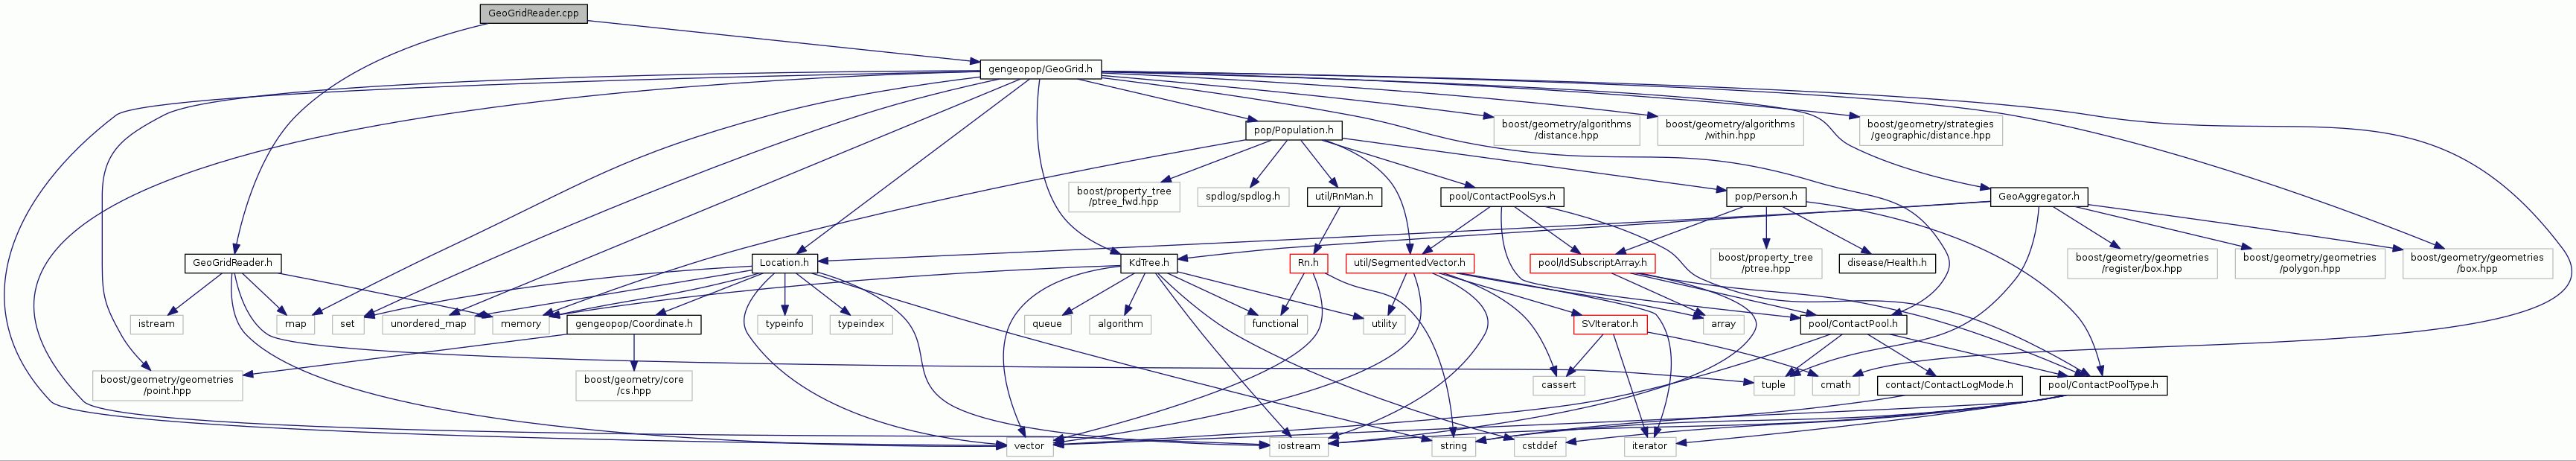 GeoGridReader.cpp
gengeopop/GeoGrid.h
pop/Population.h
boost/geometry/algorithms
/distance.hpp
boost/geometry/algorithms
/within.hpp
boost/geometry/strategies
/geographic/distance.hpp
boost/property_tree
/ptree_fwd.hpp
spdlog/spdlog.h
util/RnMan.h
pool/ContactPoolSys.h
pop/Person.h
GeoAggregator.h
GeoGridReader.h
Location.h
KdTree.h
Rn.h
util/SegmentedVector.h
pool/IdSubscriptArray.h
boost/property_tree
/ptree.hpp
disease/Health.h
boost/geometry/geometries
/register/box.hpp
boost/geometry/geometries
/polygon.hpp
boost/geometry/geometries
/box.hpp
istream
map
set
unordered_map
memory
gengeopop/Coordinate.h
typeinfo
typeindex
queue
algorithm
functional
utility
SVIterator.h
array
pool/ContactPool.h
boost/geometry/geometries
/point.hpp
boost/geometry/core
/cs.hpp
cassert
tuple
cmath
contact/ContactLogMode.h
pool/ContactPoolType.h
vector
iostream
string
cstddef
iterator